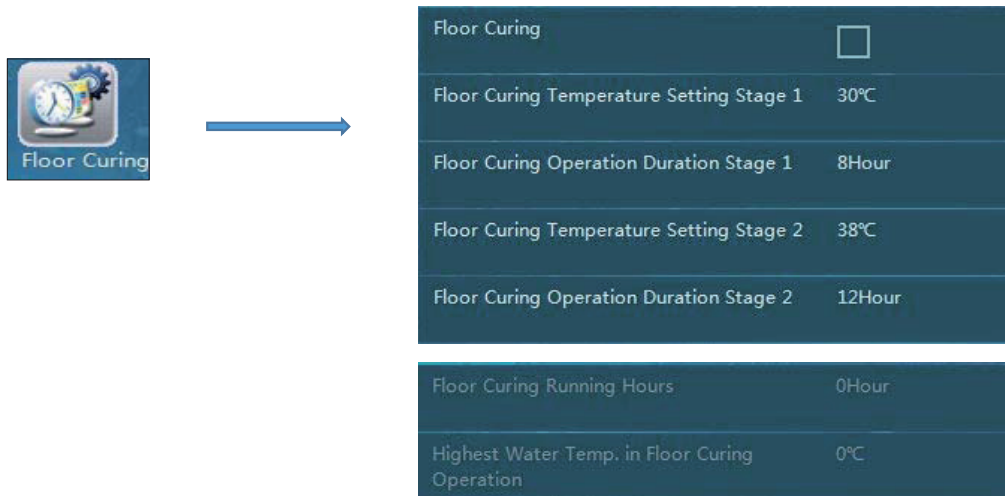 Floor Curing
Floor Curing
Floor Curing Temperature Setting Stage 1 30℃
Floor Curing Operation Duration Stage 1 8Hour
Floor Curing Temperature Setting Stage 2 38℃
Floor Curing Operation Duration Stage 2 12Hour
Floor Curing Running Hours 0Hour
Highest Water Temp. in Floor Curing 0℃
Operation